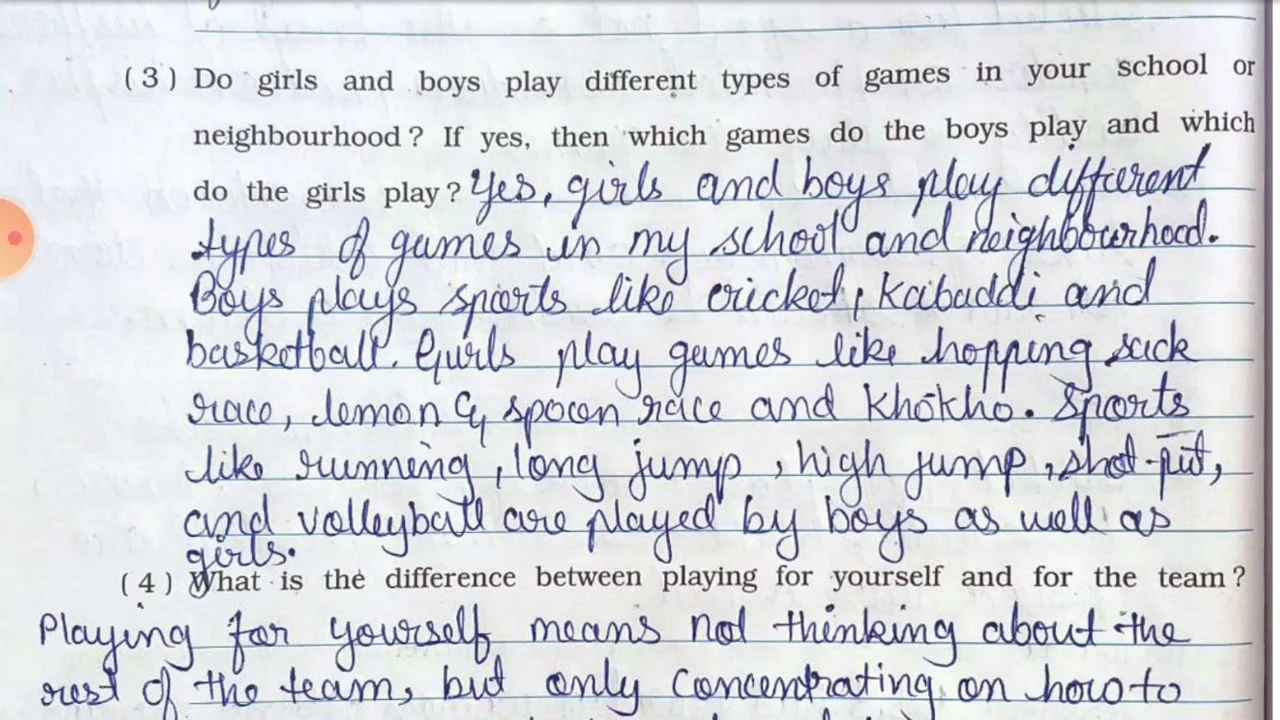 (3) Do girls and boys play different types of games in your school or
neighbourhood? If yes, then which games do the boys play and which
do the girls play? Yes, girls and boys play different
types of games in my school and neighbourhood.
Boys plays sports like cricket, Kabaddi and
basketball. Girls play games like hopping sack
race, lemon & spoon race and Khokho. Sports
like running, long jump, high jump, shot-put,
and volleyball are played by boys as well as
girls.
(4) What is the difference between playing for yourself and for the team?
Playing for yourself means not thinking about the
rest of the team, but only concentrating on how to